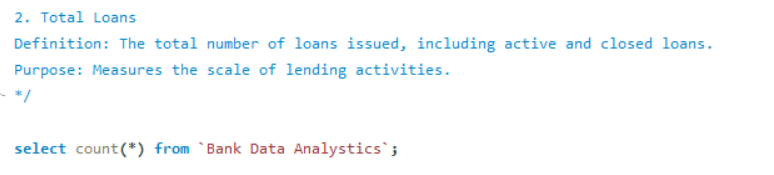 2. Total Loans
Definition: The total number of loans issued, including active and closed loans.
Purpose: Measures the scale of lending activities.
*/
select count(*) from `Bank Data Analystics`;